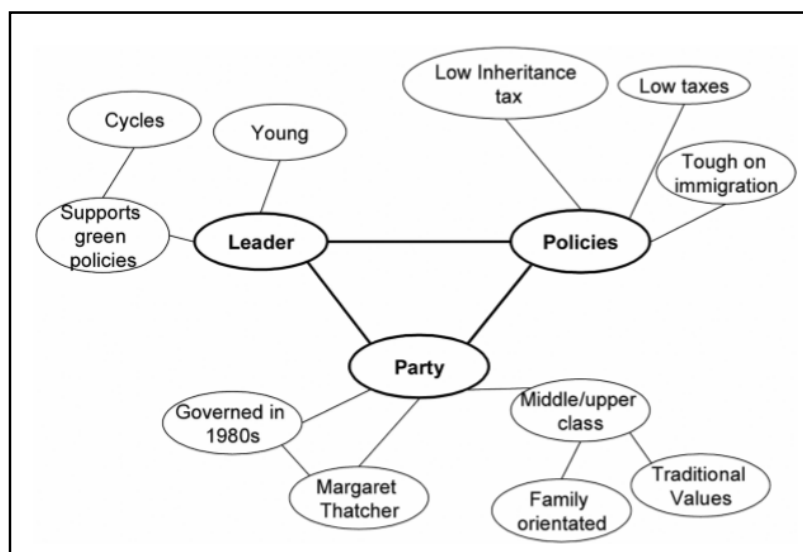 Low Inheritance
tax
Low taxes
Cycles
Young
Tough on
immigration
Supports
green
policies
Leader
Policies
Party
Governed in
1980s
Middle/upper
class
Margaret
Thatcher
Family
orientated
Traditional
Values